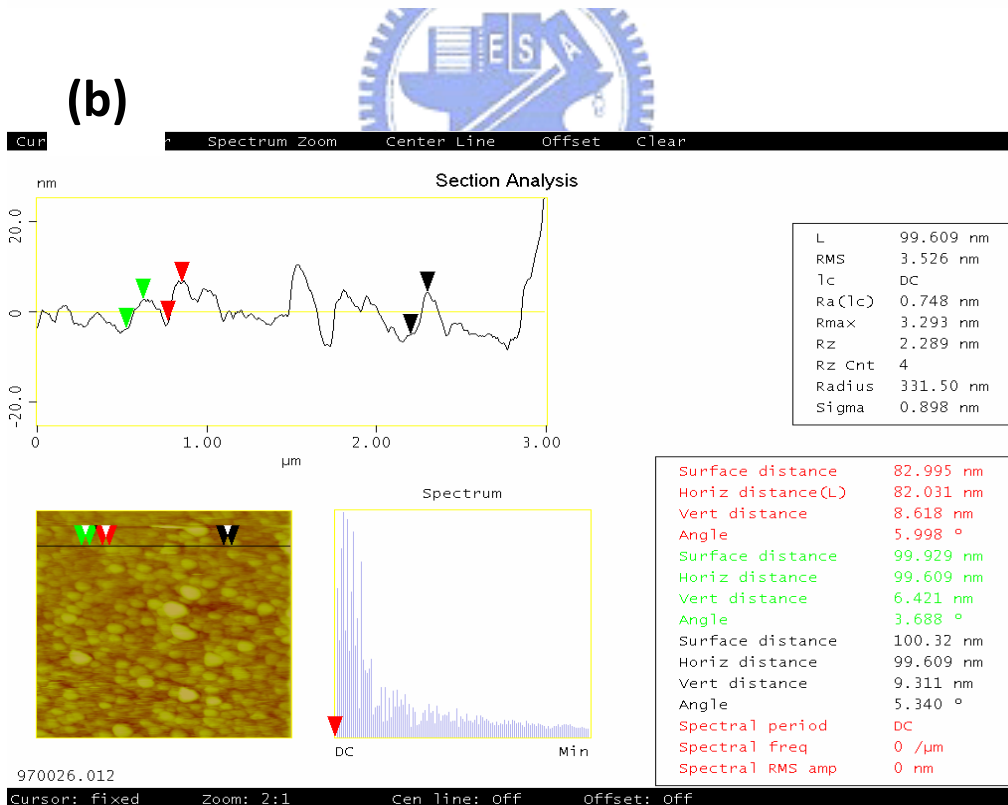 ESA
(b)
Cur r Spectrum Zoom Center Line Offset Clear
Section Analysis
nm
20.0
0
-20.0
0 1.00 2.00 3.00
µm
L 99.609 nm
RMS 3.526 nm
lc DC
Ra(lc) 0.748 nm
Rmax 3.293 nm
Rz 2.289 nm
Rz Cnt 4
Radius 331.50 nm
Sigma 0.898 nm
Surface distance 82.995 nm
Horiz distance(L) 82.031 nm
Vert distance 8.618 nm
Angle 5.998 °
Surface distance 99.929 nm
Horiz distance 99.609 nm
Vert distance 6.421 nm
Angle 3.688 °
Surface distance 100.32 nm
Horiz distance 99.609 nm
Vert distance 9.311 nm
Angle 5.340 °
Spectral period DC
Spectral freq 0 /µm
Spectral RMS amp 0 nm
Spectrum
DC Min
970026.012
Cursor: fixed Zoom: 2:1 Cen line: Off Offset: Off